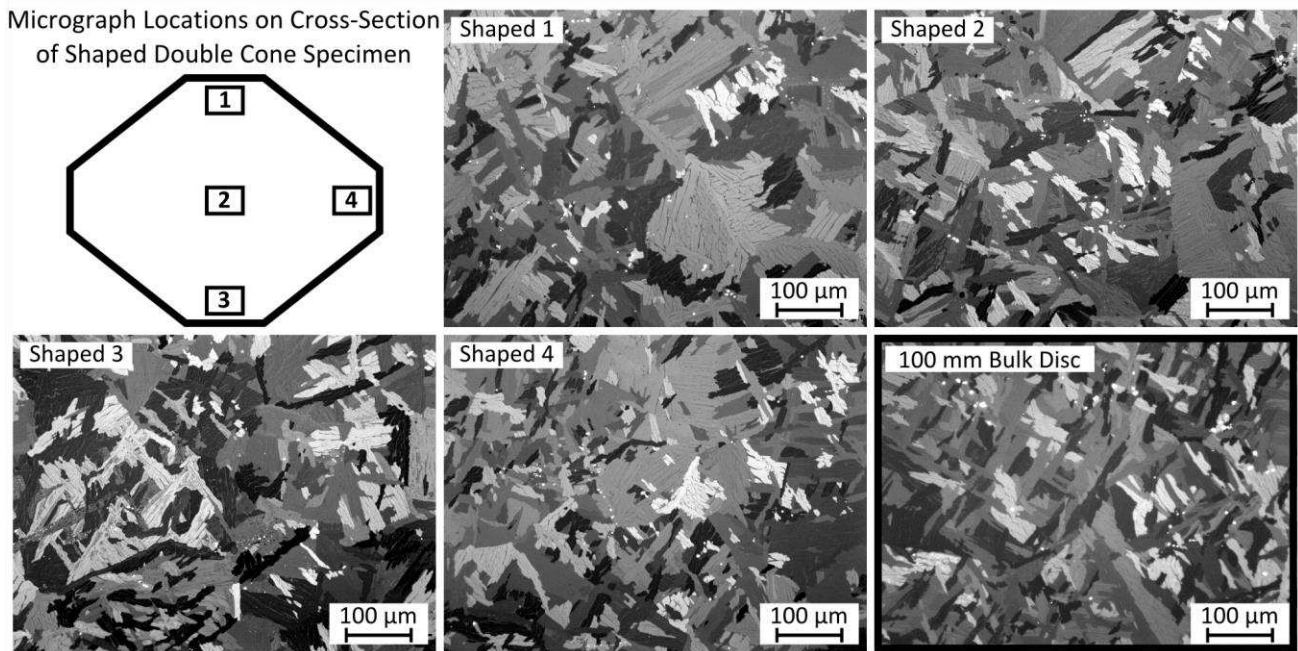 Micrograph Locations on Cross-Section
of Shaped Double Cone Specimen
1
2
4
3
Shaped 1
100 µm
Shaped 2
100 µm
Shaped 3
100 µm
Shaped 4
100 µm
100 mm Bulk Disc
100 µm